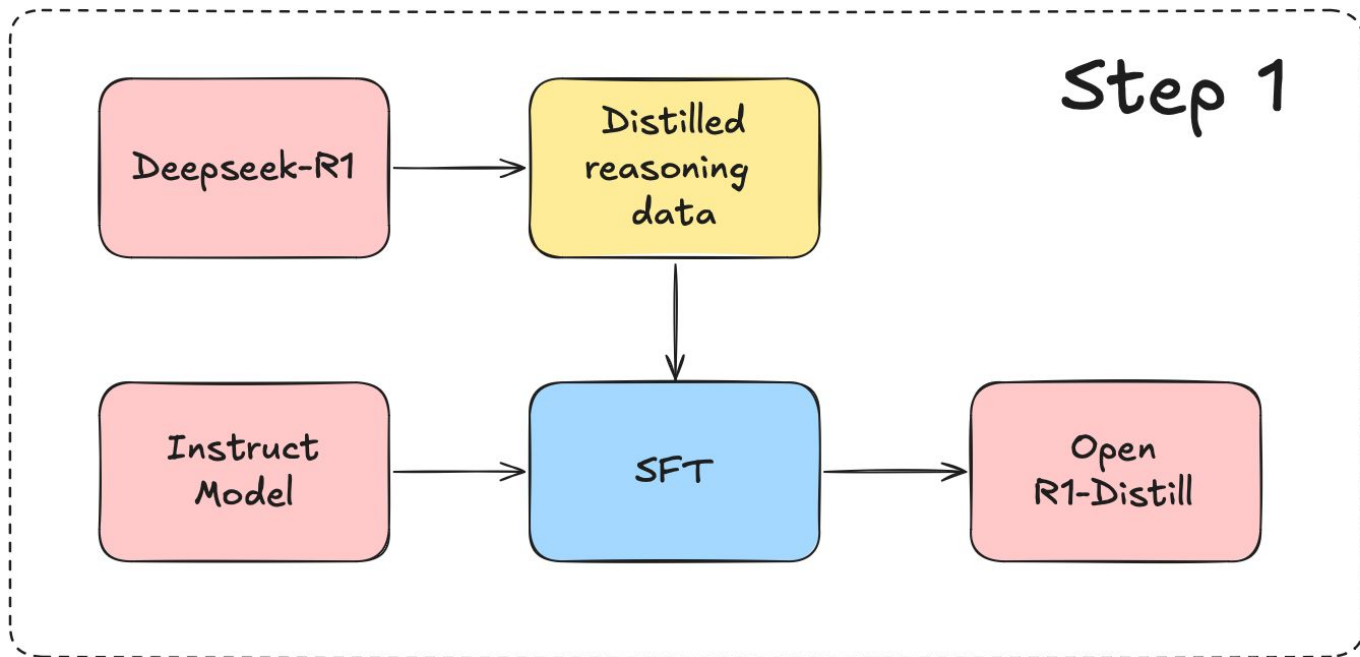 Step 1
Deepseek-R1
Distilled
reasoning
data
Instruct
Model
SFT
Open
R1-Distill